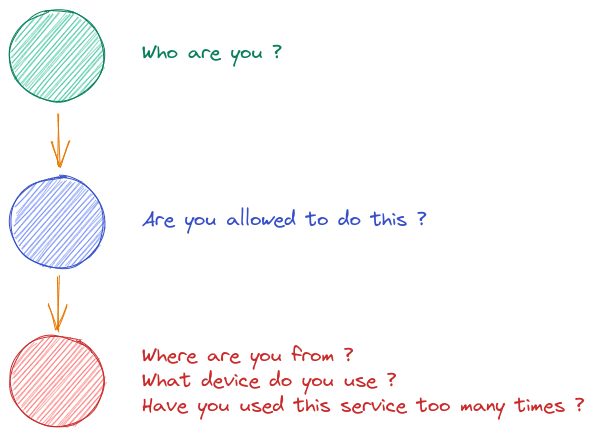 Who are you ?
Are you allowed to do this ?
Where are you from ?
What device do you use ?
Have you used this service too many times ?